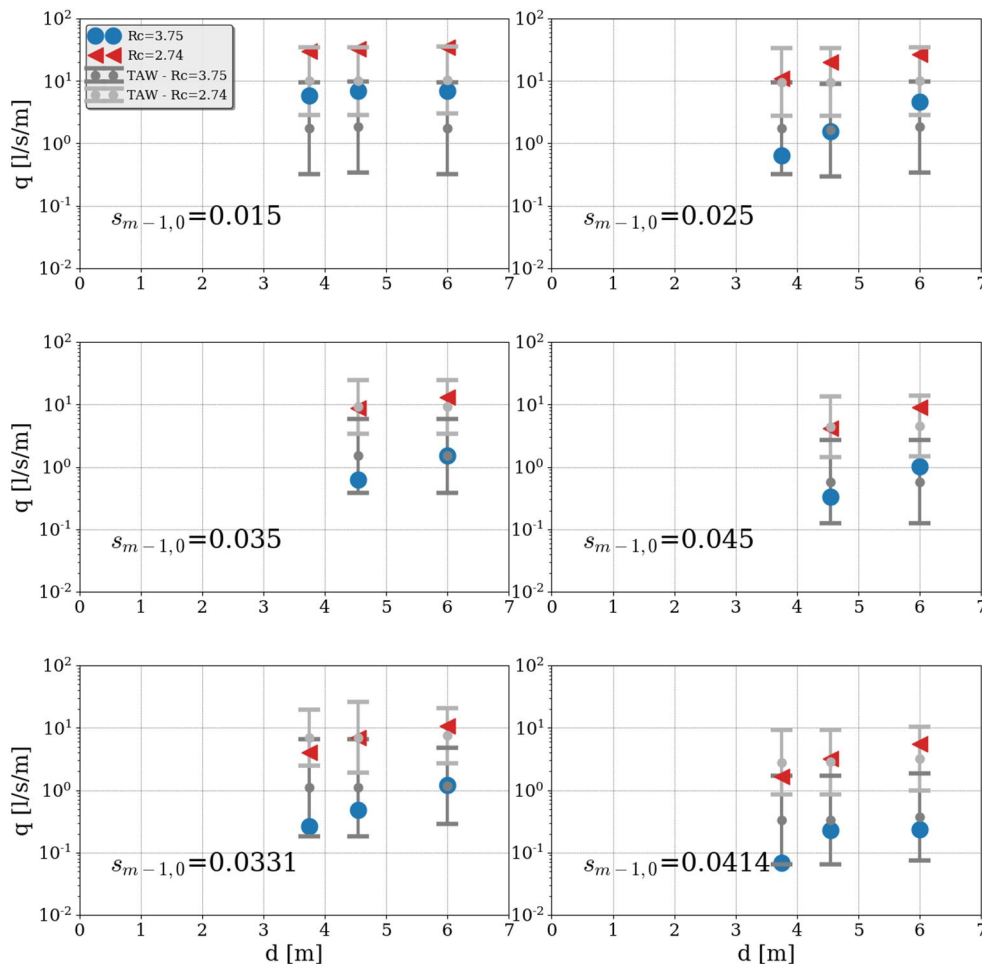 10²
10¹
10⁰
10⁻¹
10⁻²
q [l/s/m]
Rc=3.75
Rc=2.74
TAW - Rc=3.75
TAW - Rc=2.74
sₘ₋₁,₀=0.015
0 1 2 3 4 5 6 7
10²
10¹
10⁰
10⁻¹
10⁻²
q [l/s/m]
sₘ₋₁,₀=0.025
0 1 2 3 4 5 6 7
10²
10¹
10⁰
10⁻¹
10⁻²
q [l/s/m]
sₘ₋₁,₀=0.035
0 1 2 3 4 5 6 7
10²
10¹
10⁰
10⁻¹
10⁻²
q [l/s/m]
sₘ₋₁,₀=0.045
0 1 2 3 4 5 6 7
10²
10¹
10⁰
10⁻¹
10⁻²
q [l/s/m]
sₘ₋₁,₀=0.0331
0 1 2 3 4 5 6 7
d [m]
10²
10¹
10⁰
10⁻¹
10⁻²
q [l/s/m]
sₘ₋₁,₀=0.0414
0 1 2 3 4 5 6 7
d [m]